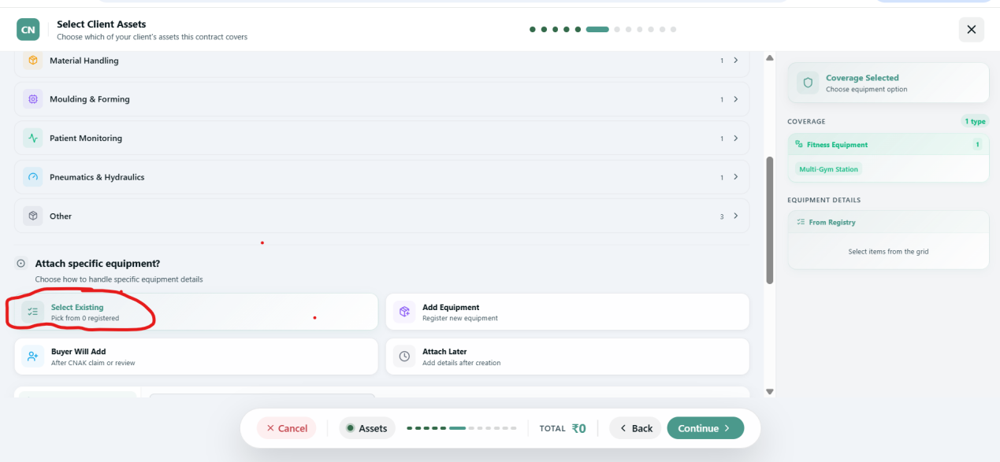 CN
Select Client Assets
Choose which of your client's assets this contract covers
Material Handling 1
Moulding & Forming 1
Patient Monitoring 1
Pneumatics & Hydraulics 1
Other 3
Attach specific equipment?
Choose how to handle specific equipment details
Select Existing
Pick from 0 registered
Add Equipment
Register new equipment
Buyer Will Add
After CNAK claim or review
Attach Later
Add details after creation
Coverage Selected
Choose equipment option
COVERAGE 1 type
Fitness Equipment 1
Multi-Gym Station
EQUIPMENT DETAILS
From Registry
Select items from the grid
Cancel Assets TOTAL ₹0 Back Continue